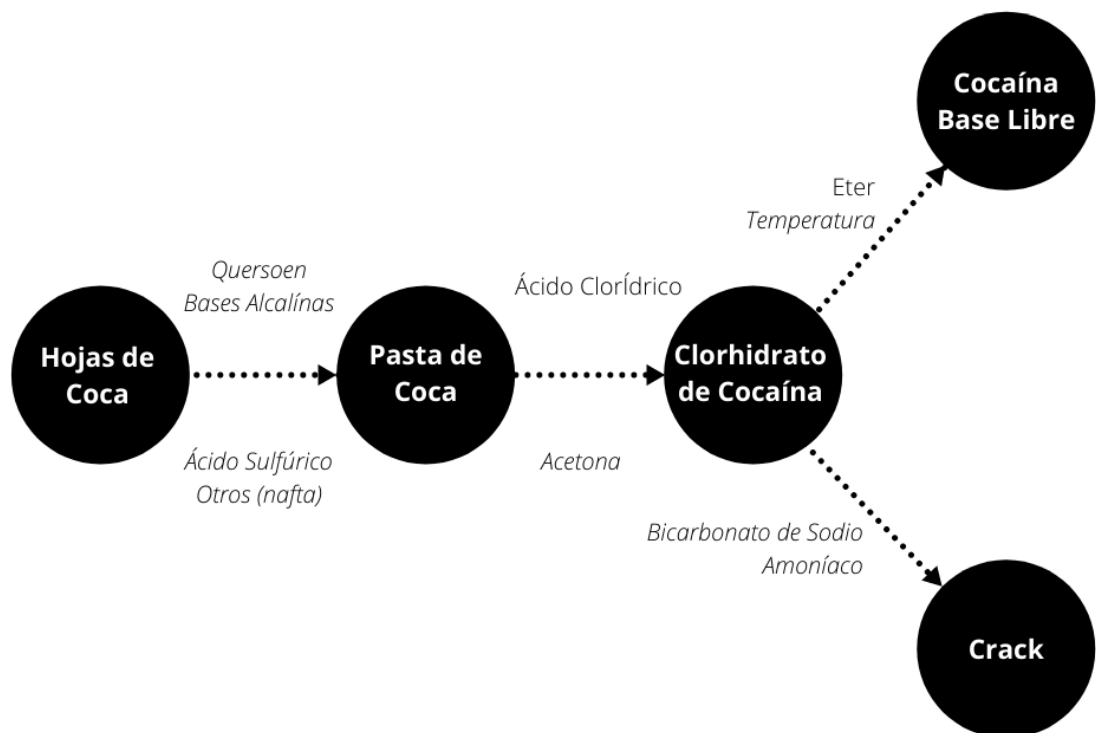 Cocaína
Base Libre
Eter
Temperatura
Quersoen
Bases Alcalínas
Ácido ClorÍdrico
Hojas de
Coca
Pasta de
Coca
Clorhidrato
de Cocaína
Ácido Sulfúrico
Otros (nafta)
Acetona
Bicarbonato de Sodio
Amoníaco
Crack